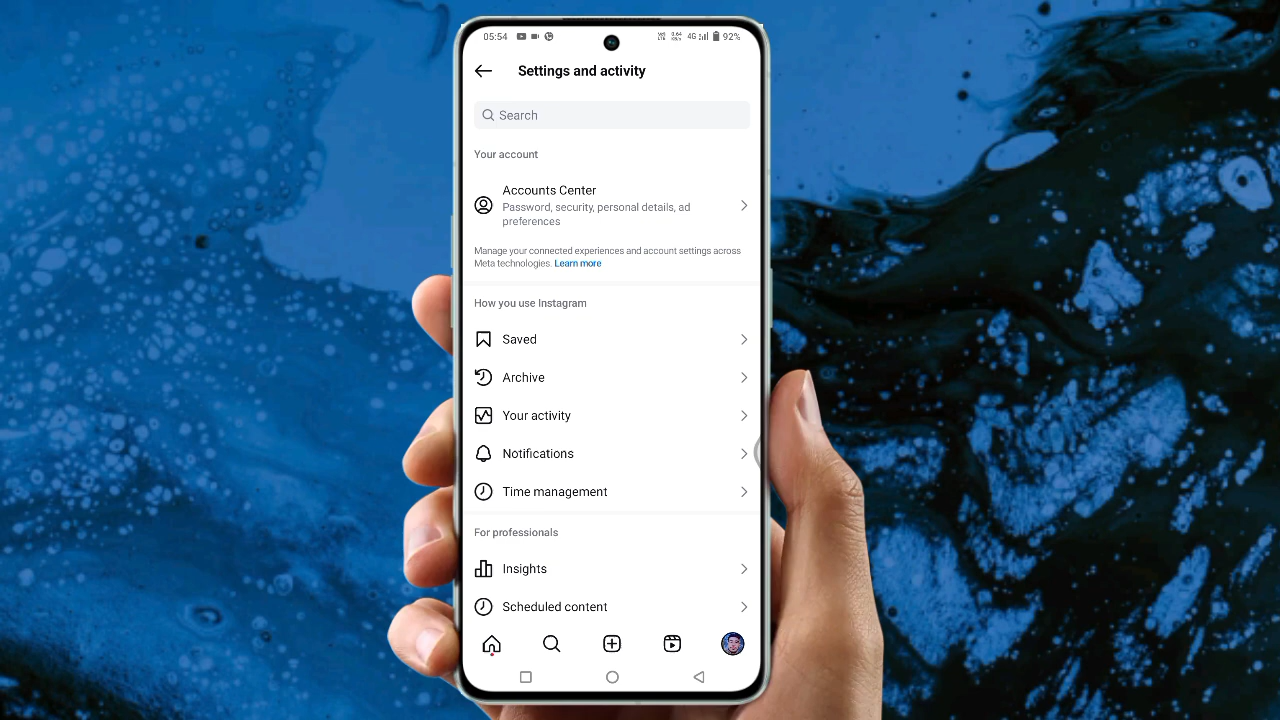 05:54 4G 92%
Settings and activity
Search
Your account
Accounts Center
Password, security, personal details, ad
preferences
Manage your connected experiences and account settings across
Meta technologies. Learn more
How you use Instagram
Saved
Archive
Your activity
Notifications
Time management
For professionals
Insights
Scheduled content